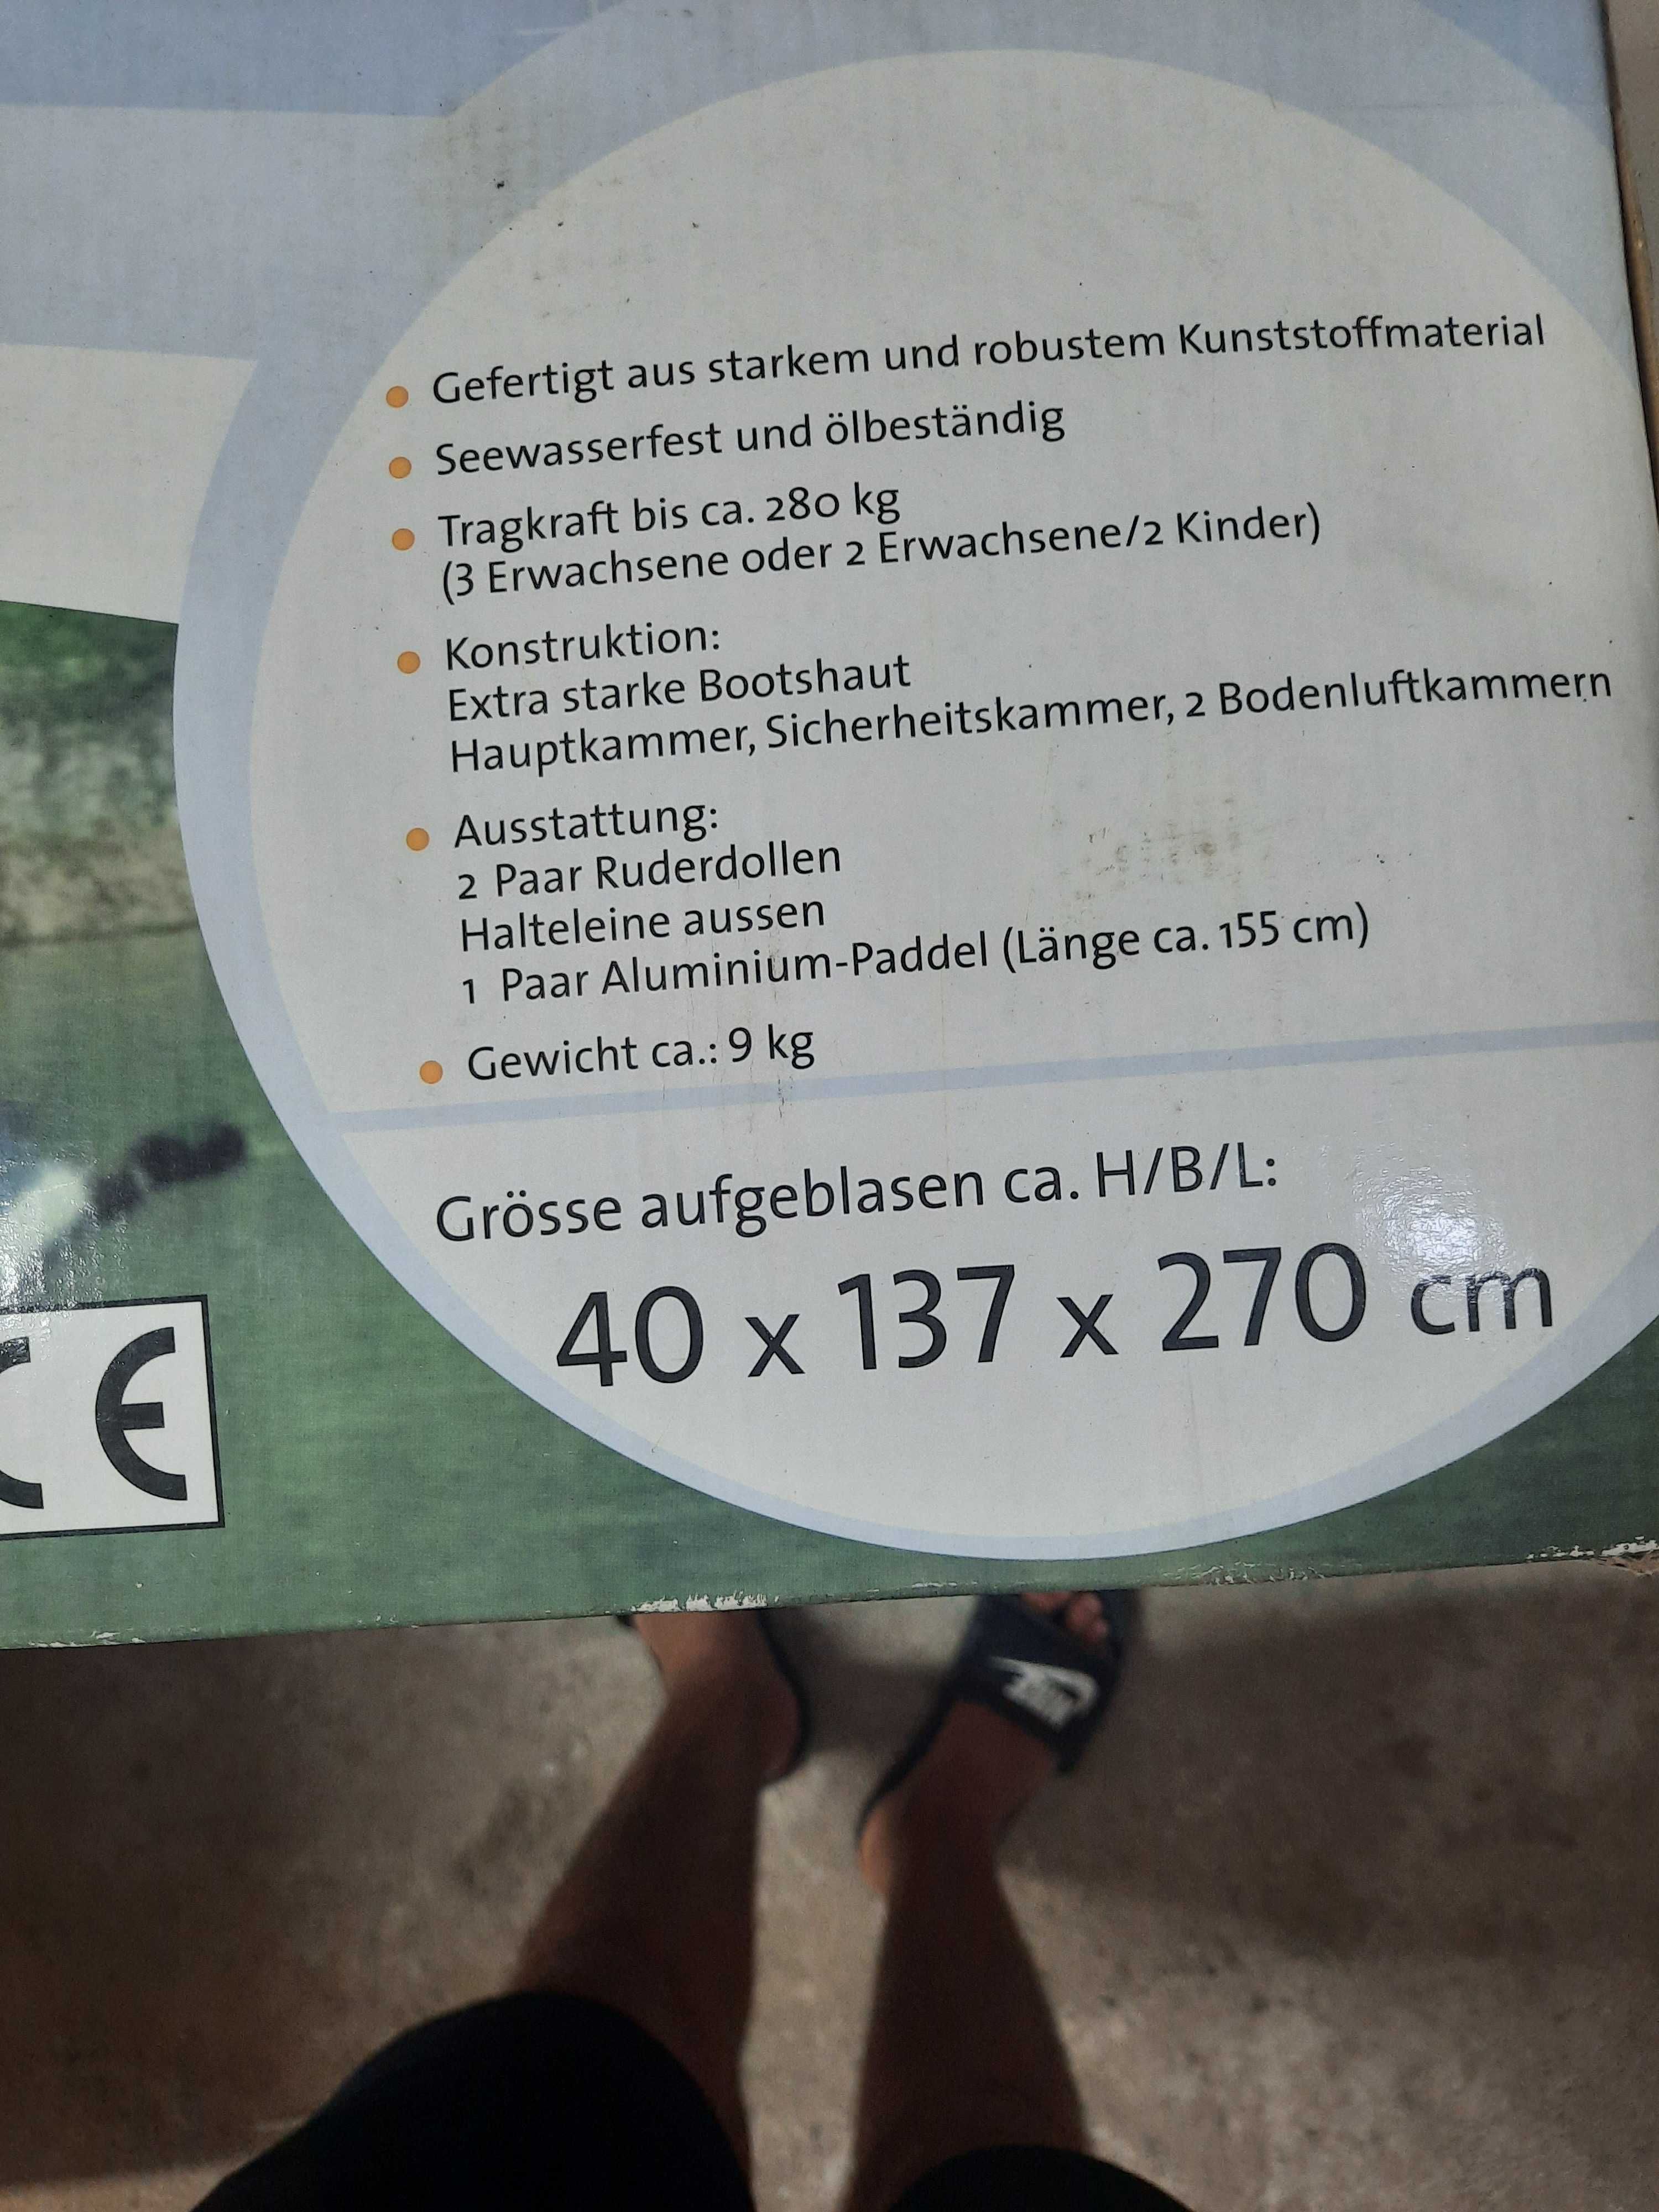 Gefertigt aus starkem und robustem Kunststoffmaterial
Seewasserfest und ölbeständig
Tragkraft bis ca. 280 kg
(3 Erwachsene oder 2 Erwachsene/2 Kinder)
Konstruktion:
Extra starke Bootshaut
Hauptkammer, Sicherheitskammer, 2 Bodenluftkammern
Ausstattung:
2 Paar Ruderdollen
Halteleine aussen
1 Paar Aluminium-Paddel (Länge ca. 155 cm)
Gewicht ca.: 9 kg
Grösse aufgeblasen ca. H/B/L:
40 x 137 x 270 cm
CE